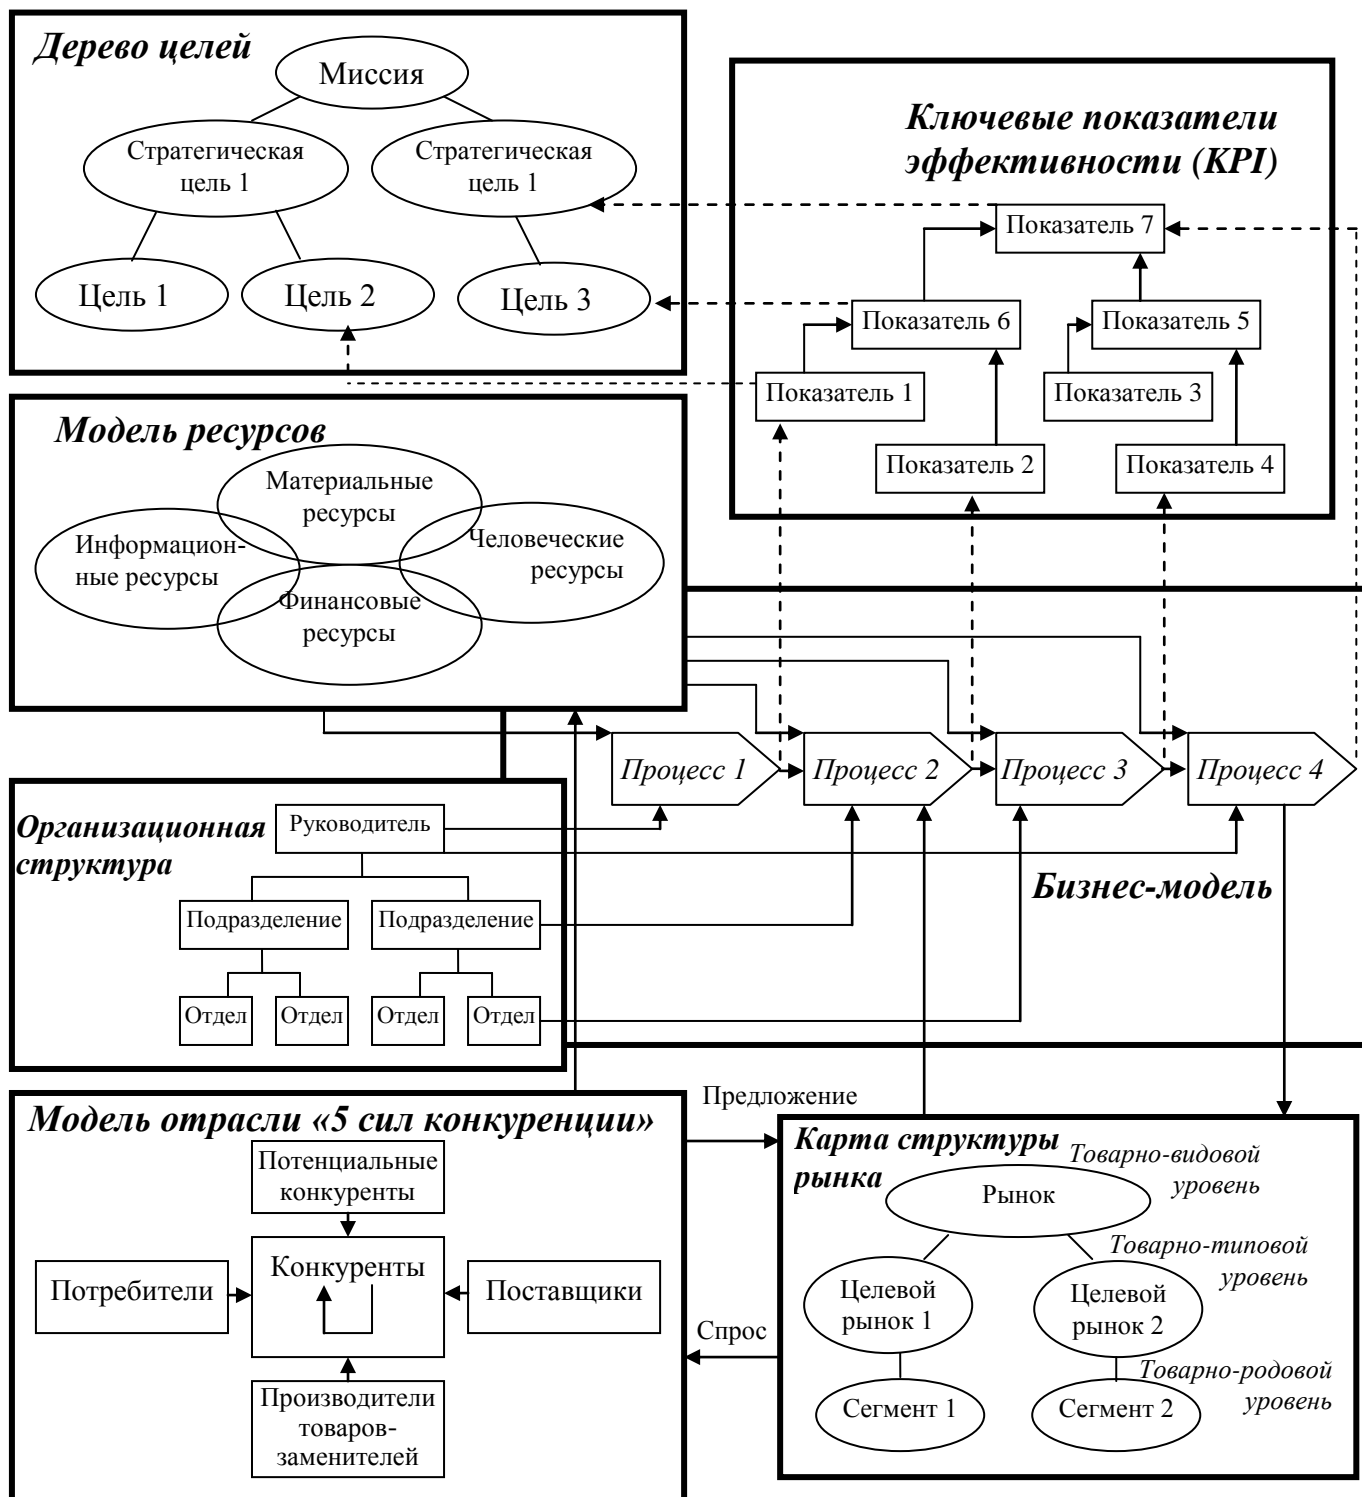 Дерево целей
Миссия
Стратегическая
цель 1
Стратегическая
цель 1
Цель 1
Цель 2
Цель 3
Ключевые показатели
эффективности (KPI)
Показатель 7
Показатель 6
Показатель 5
Показатель 1
Показатель 3
Показатель 2
Показатель 4
Модель ресурсов
Материальные
ресурсы
Информацион-
ные ресурсы
Человеческие
ресурсы
Финансовые
ресурсы
Процесс 1
Процесс 2
Процесс 3
Процесс 4
Организационная
структура
Руководитель
Подразделение
Подразделение
Отдел
Отдел
Отдел
Отдел
Бизнес-модель
Модель отрасли «5 сил конкуренции»
Потенциальные
конкуренты
Конкуренты
Потребители
Поставщики
Производители
товаров-
заменителей
Предложение
Спрос
Карта структуры
рынка
Товарно-видовой
уровень
Рынок
Товарно-типовой
уровень
Целевой
рынок 1
Целевой
рынок 2
Товарно-родовой
уровень
Сегмент 1
Сегмент 2